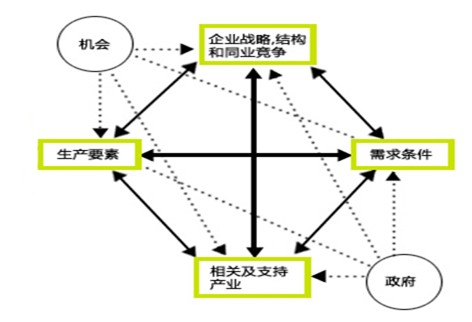 机会
企业战略,结构
和同业竞争
生产要素
需求条件
相关及支持
产业
政府